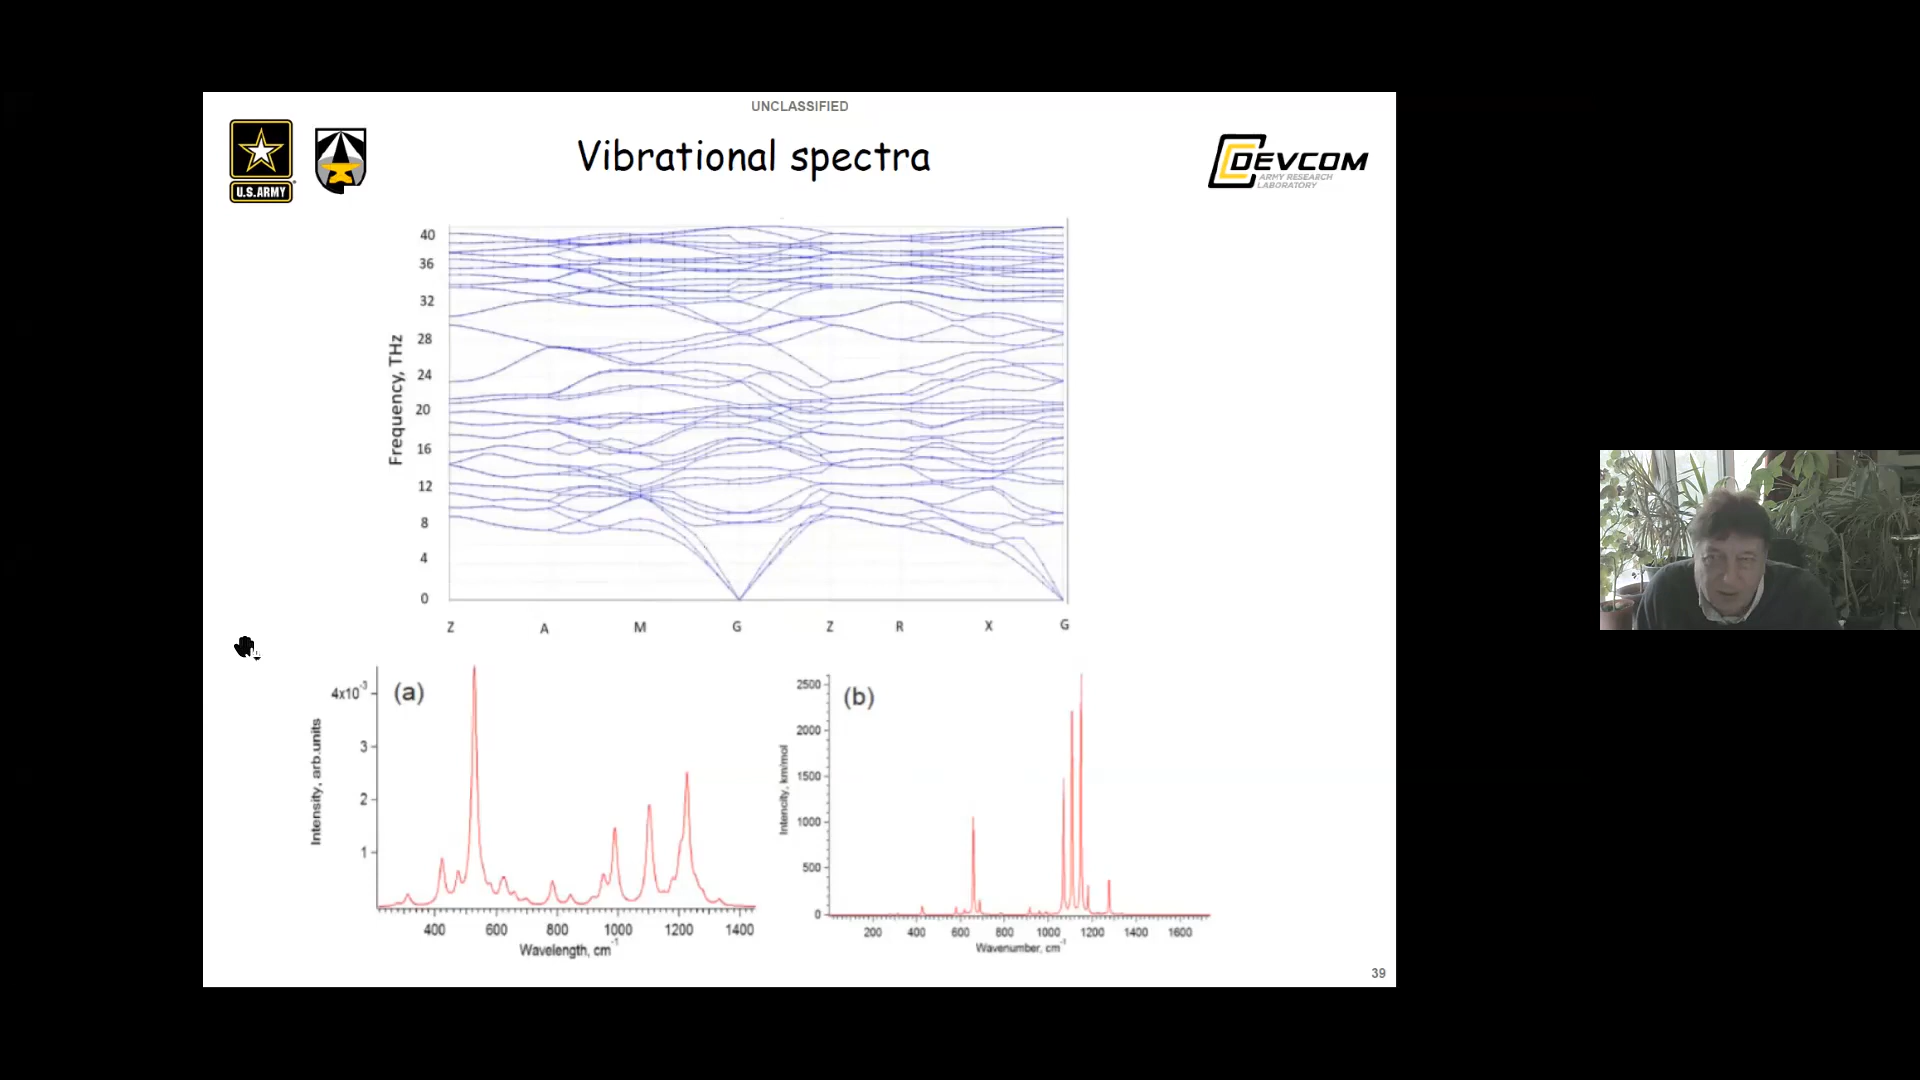 UNCLASSIFIED
U.S.ARMY
Vibrational spectra
DEVCOM
ARMY RESEARCH
LABORATORY
Frequency, THz
40
36
32
28
24
20
16
12
8
4
0
Z A M G Z R X G
(a)
Intensity, arb.units
4x10-3
3
2
1
400 600 800 1000 1200 1400
Wavelength, cm-1
(b)
Intencity, km/mol
2500
2000
1500
1000
500
0
200 400 600 800 1000 1200 1400 1600
Wavenumber, cm-1
39